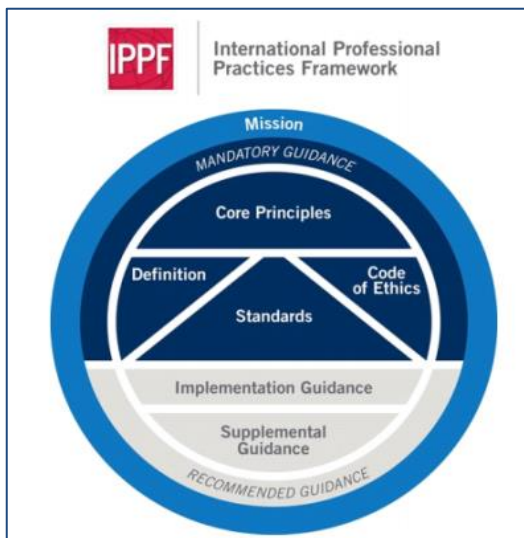 IPPF
International Professional
Practices Framework
Mission
MANDATORY GUIDANCE
Core Principles
Definition
Code
of Ethics
Standards
Implementation Guidance
Supplemental
Guidance
RECOMMENDED GUIDANCE